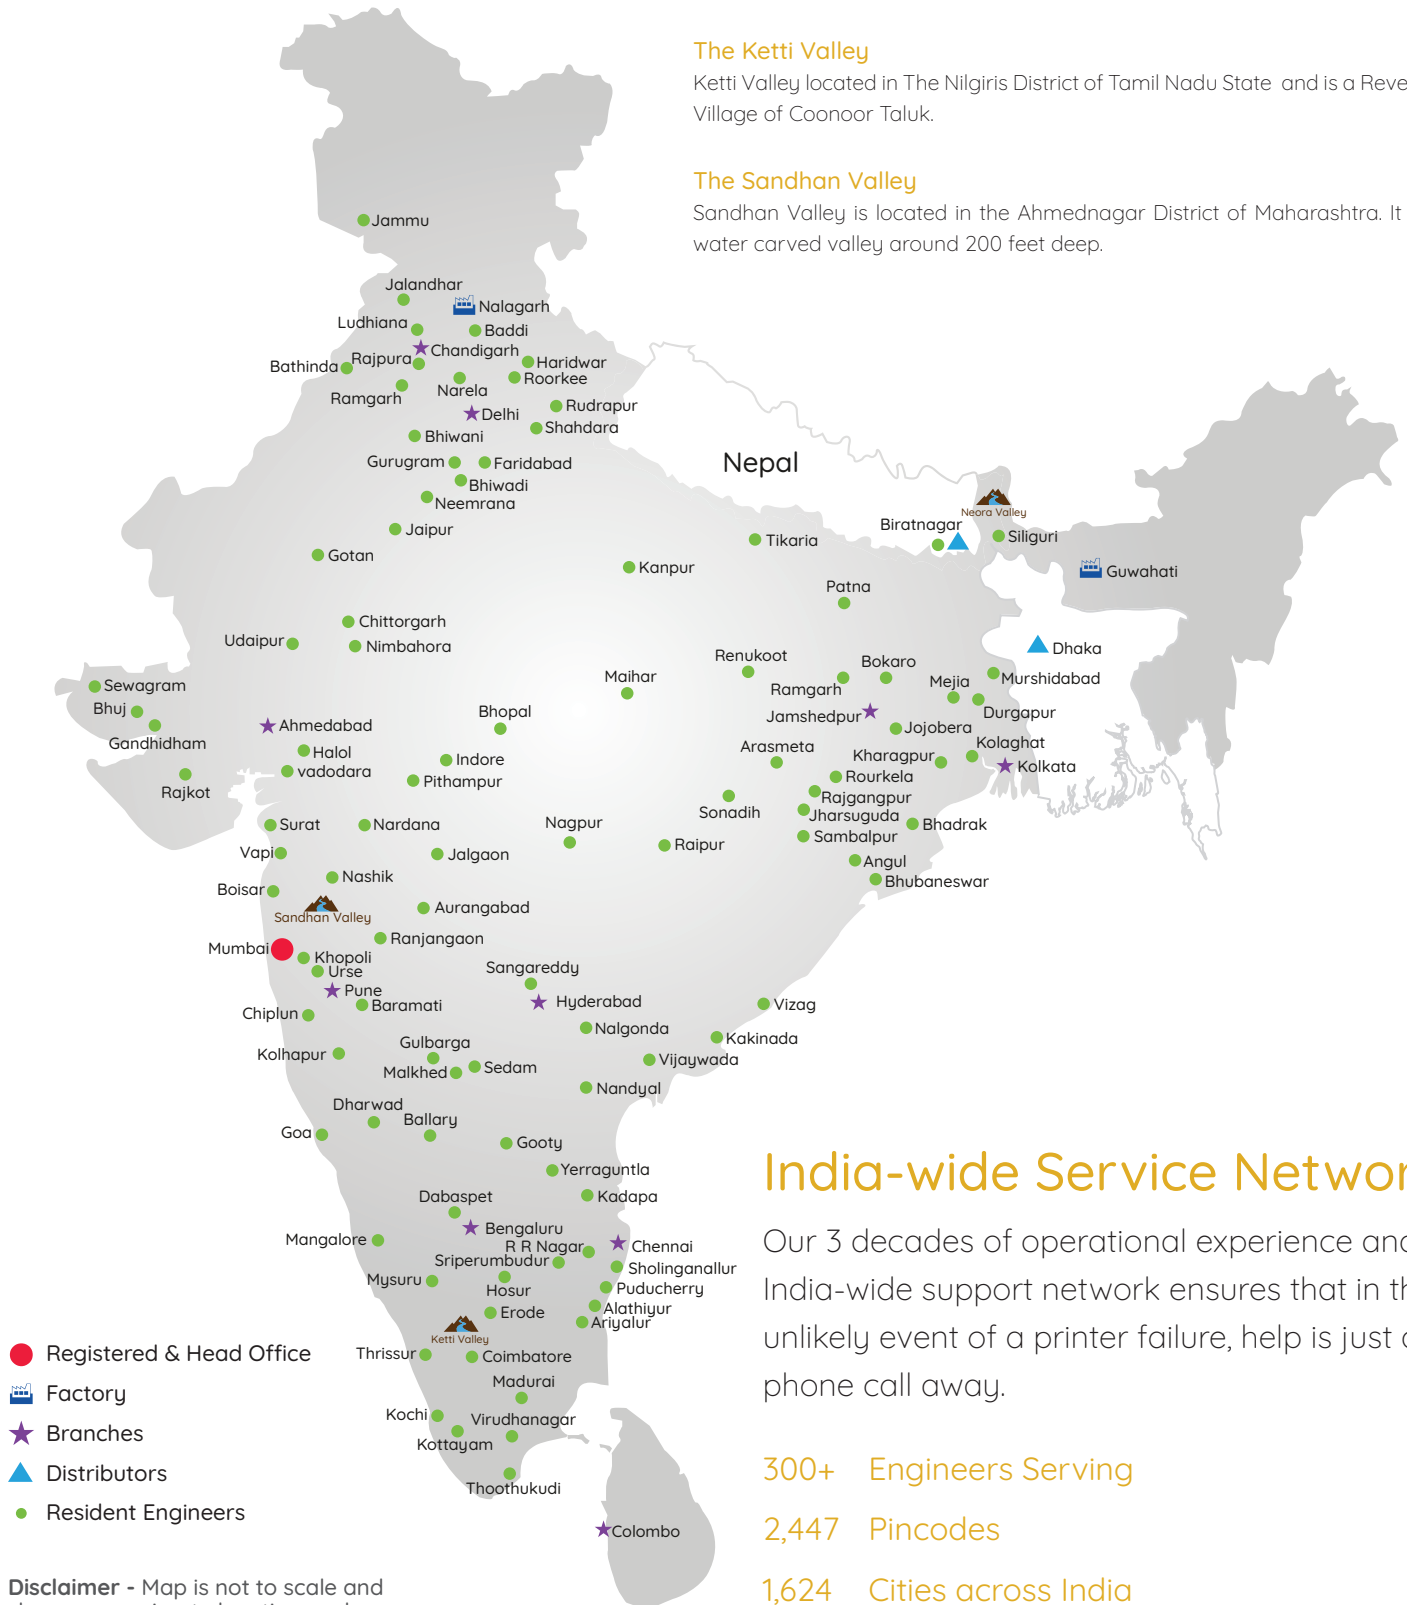 The Ketti Valley
Ketti Valley located in The Nilgiris District of Tamil Nadu State and is a Reve
Village of Coonoor Taluk.
The Sandhan Valley
Sandhan Valley is located in the Ahmednagar District of Maharashtra. It
water carved valley around 200 feet deep.
Jammu
Jalandhar
Nalagarh
Ludhiana
Baddi
Chandigarh
Rajpura
Bathinda
Haridwar
Roorkee
Ramgarh
Narela
Delhi
Rudrapur
Shahdara
Bhiwani
Gurugram
Faridabad
Bhiwadi
Neemrana
Nepal
Neora Valley
Biratnagar
Siliguri
Jaipur
Tikaria
Gotan
Kanpur
Guwahati
Patna
Chittorgarh
Udaipur
Nimbahora
Dhaka
Renukoot
Bokaro
Maihar
Ramgarh
Mejia
Murshidabad
Sewagram
Bhuj
Durgapur
Jamshedpur
Bhopal
Ahmedabad
Jojobera
Gandhidham
Kolaghat
Arasmeta
Halol
Kharagpur
Indore
Kolkata
vadodara
Rourkela
Pithampur
Rajkot
Rajgangpur
Sonadih
Jharsuguda
Surat
Nardana
Nagpur
Bhadrak
Sambalpur
Raipur
Vapi
Jalgaon
Angul
Nashik
Bhubaneswar
Boisar
Aurangabad
Sandhan Valley
Ranjangaon
Mumbai
Khopoli
Sangareddy
Urse
Pune
Hyderabad
Baramati
Vizag
Chiplun
Nalgonda
Kakinada
Gulbarga
Kolhapur
Vijaywada
Sedam
Malkhed
Nandyal
Dharwad
Ballary
Goa
Gooty
Yerraguntla
Kadapa
Dabaspet
Bengaluru
Mangalore
R R Nagar
Chennai
Sriperumbudur
Sholinganallur
Mysuru
Hosur
Puducherry
Alathiyur
Erode
Ariyalur
Ketti Valley
Thrissur
Coimbatore
Madurai
Kochi
Virudhanagar
Kottayam
Thoothukudi
Colombo
India-wide Service Networ
Our 3 decades of operational experience and
India-wide support network ensures that in th
unlikely event of a printer failure, help is just a
phone call away.
300+ Engineers Serving
2,447 Pincodes
1,624 Cities across India
Registered & Head Office
Factory
Branches
Distributors
Resident Engineers
Disclaimer - Map is not to scale and